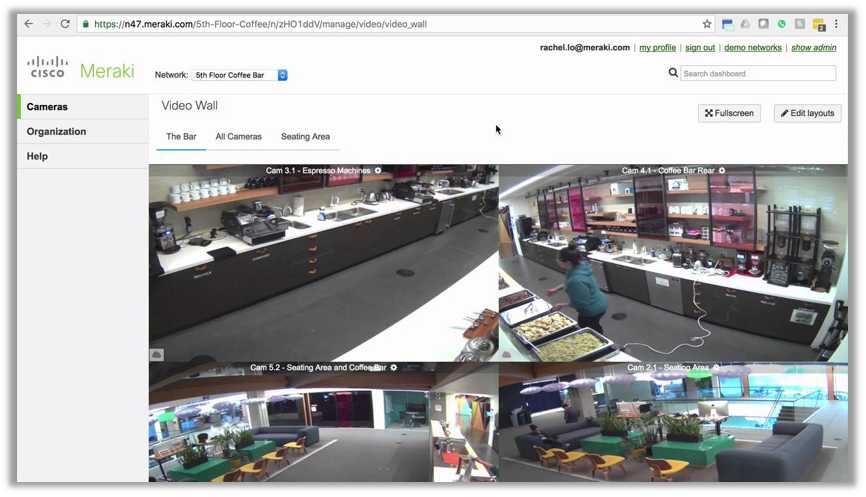 https://n47.meraki.com/5th-Floor-Coffee/n/zHO1ddV/manage/video/video_wall
2
rachel.lo@meraki.com | my profile | sign out | demo networks | show admin
CISCO Meraki
Network: 5th Floor Coffee Bar
Search dashboard
Cameras
Organization
Help
Video Wall
Fullscreen
Edit layouts
The Bar All Cameras Seating Area
Cam 3.1 - Espresso Machines
Cam 4.1 - Coffee Bar Rear
RECYCLE
COMPOST
Cam 5.2 - Seating Area and Coffee Bar
Cam 2.1 - Seating Area